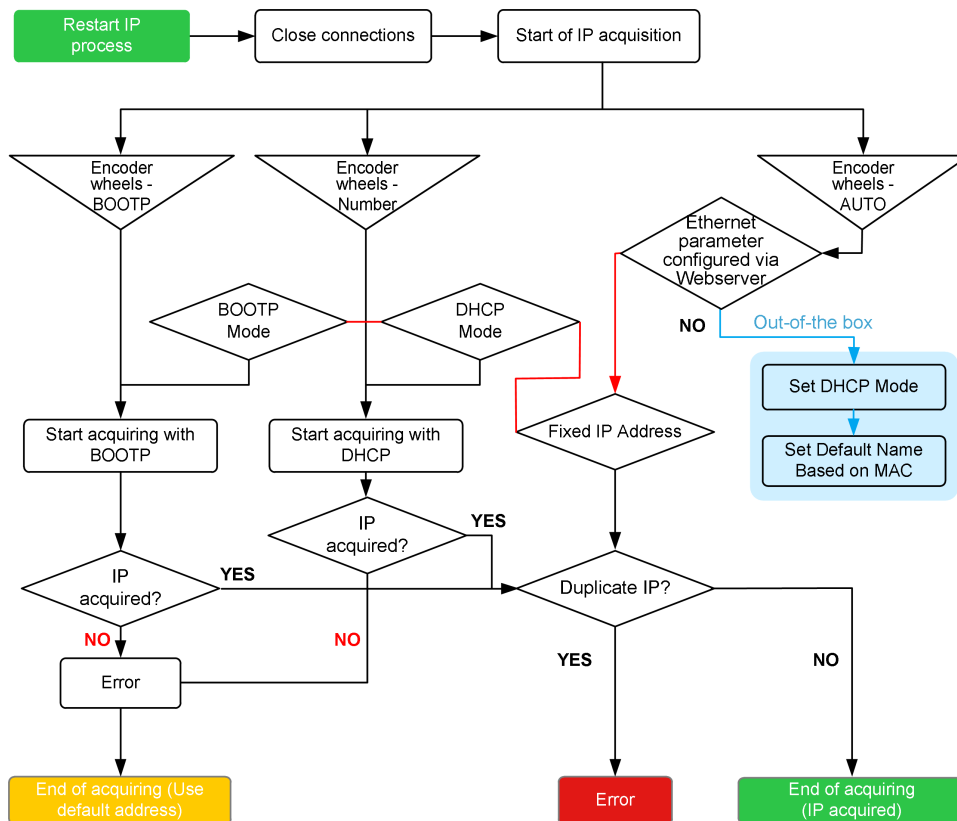 Restart IP
process
Close connections
Start of IP acquisition
Encoder
wheels -
BOOTP
Encoder
wheels -
Number
Encoder
wheels -
AUTO
Ethernet
parameter
configured via
Webserver
BOOTP
Mode
DHCP
Mode
NO
Out-of-the box
Set DHCP Mode
Set Default Name
Based on MAC
Start acquiring with
BOOTP
Start acquiring with
DHCP
Fixed IP Address
IP
acquired?
YES
IP
acquired?
YES
Duplicate IP?
NO
NO
YES
NO
Error
End of acquiring (Use
default address)
Error
End of acquiring
(IP acquired)